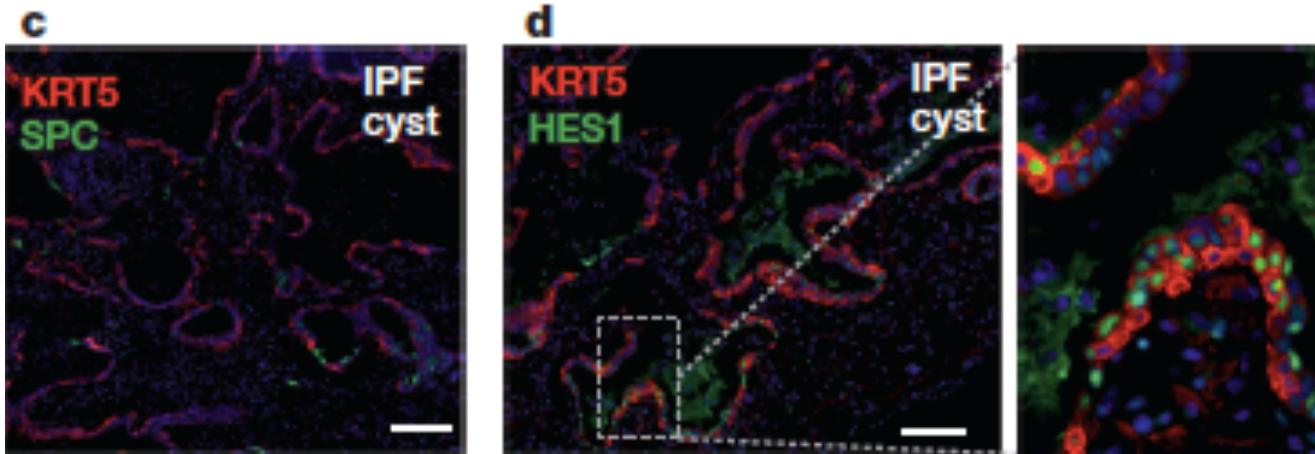 c
KRT5
SPC
IPF
cyst
d
KRT5
HES1
IPF
cyst